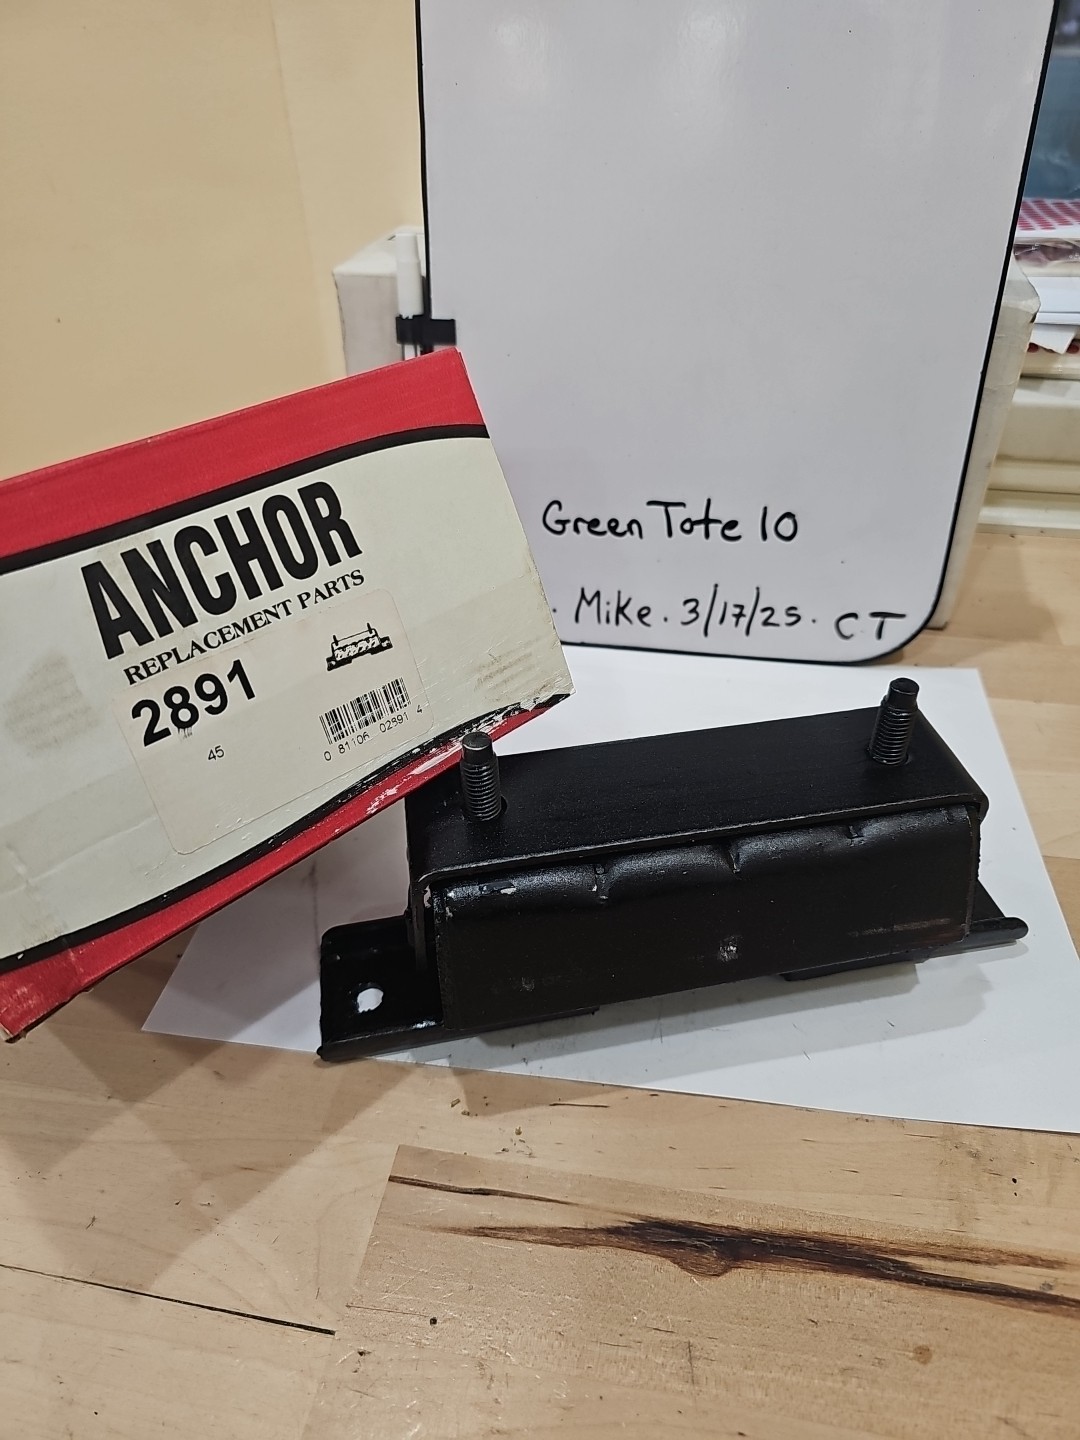 Green Tote 10
. Mike. 3/17/25. CT
ANCHOR
REPLACEMENT PARTS
2891
45
0 81106 02891 4